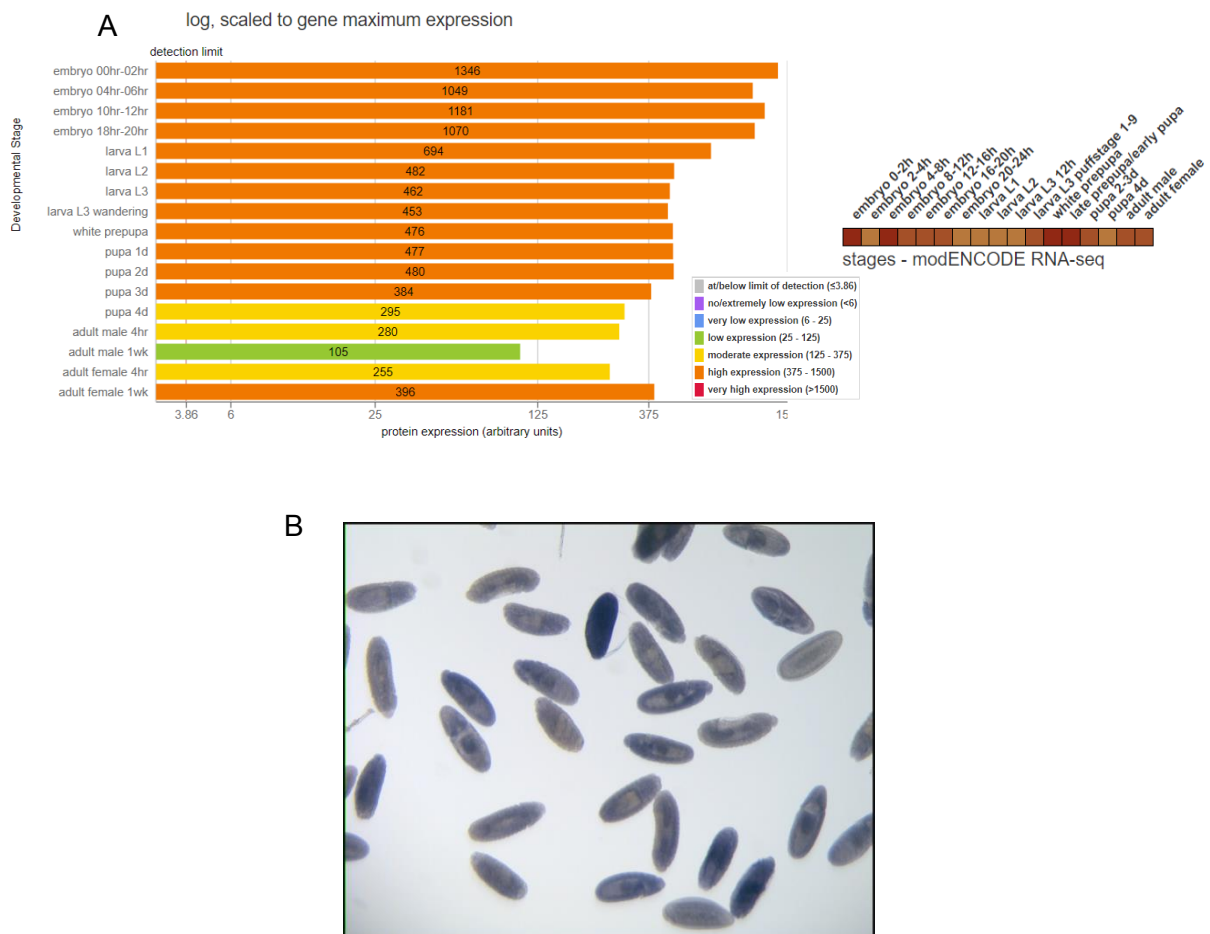 A
log, scaled to gene maximum expression
detection limit
Developmental Stage
embryo 00hr-02hr 1346
embryo 04hr-06hr 1049
embryo 10hr-12hr 1181
embryo 18hr-20hr 1070
larva L1 694
larva L2 482
larva L3 462
larva L3 wandering 453
white prepupa 476
pupa 1d 477
pupa 2d 480
pupa 3d 384
pupa 4d 295
adult male 4hr 280
adult male 1wk 105
adult female 4hr 255
adult female 1wk 396
3.86 6 25 125 375 15
protein expression (arbitrary units)
at/below limit of detection (≤3.86)
no/extremely low expression (<6)
very low expression (6 - 25)
low expression (25 - 125)
moderate expression (125 - 375)
high expression (375 - 1500)
very high expression (>1500)
embryo 0-2h
embryo 2-4h
embryo 4-8h
embryo 8-12h
embryo 12-16h
embryo 16-20h
embryo 20-24h
larva L1
larva L2
larva L3 12h
larva L3 puffstage 1-9
white prepupa
late prepupa/early pupa
pupa 2-3d
pupa 4d
adult male
adult female
stages - modENCODE RNA-seq
B